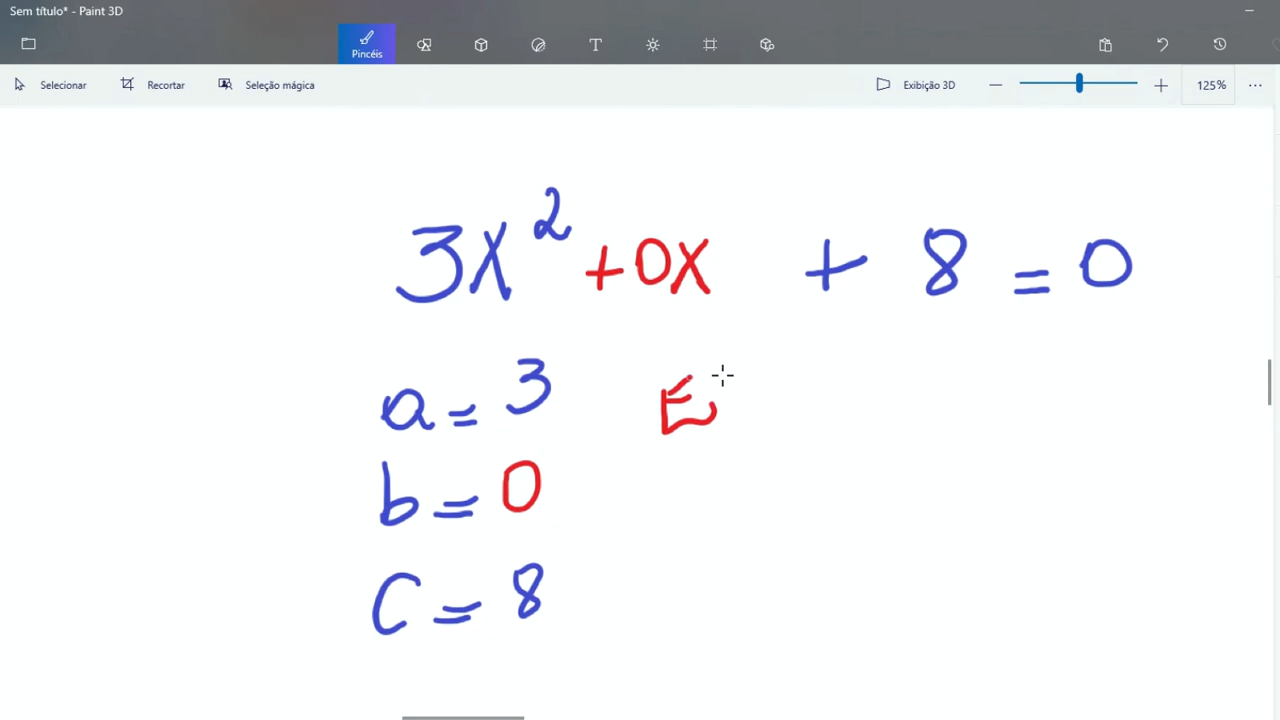 Sem título* - Paint 3D
Pincéis
Selecionar Recortar Seleção mágica Exibição 3D 125%
3x² +0x + 8 = 0
a = 3 E
b = 0
C = 8